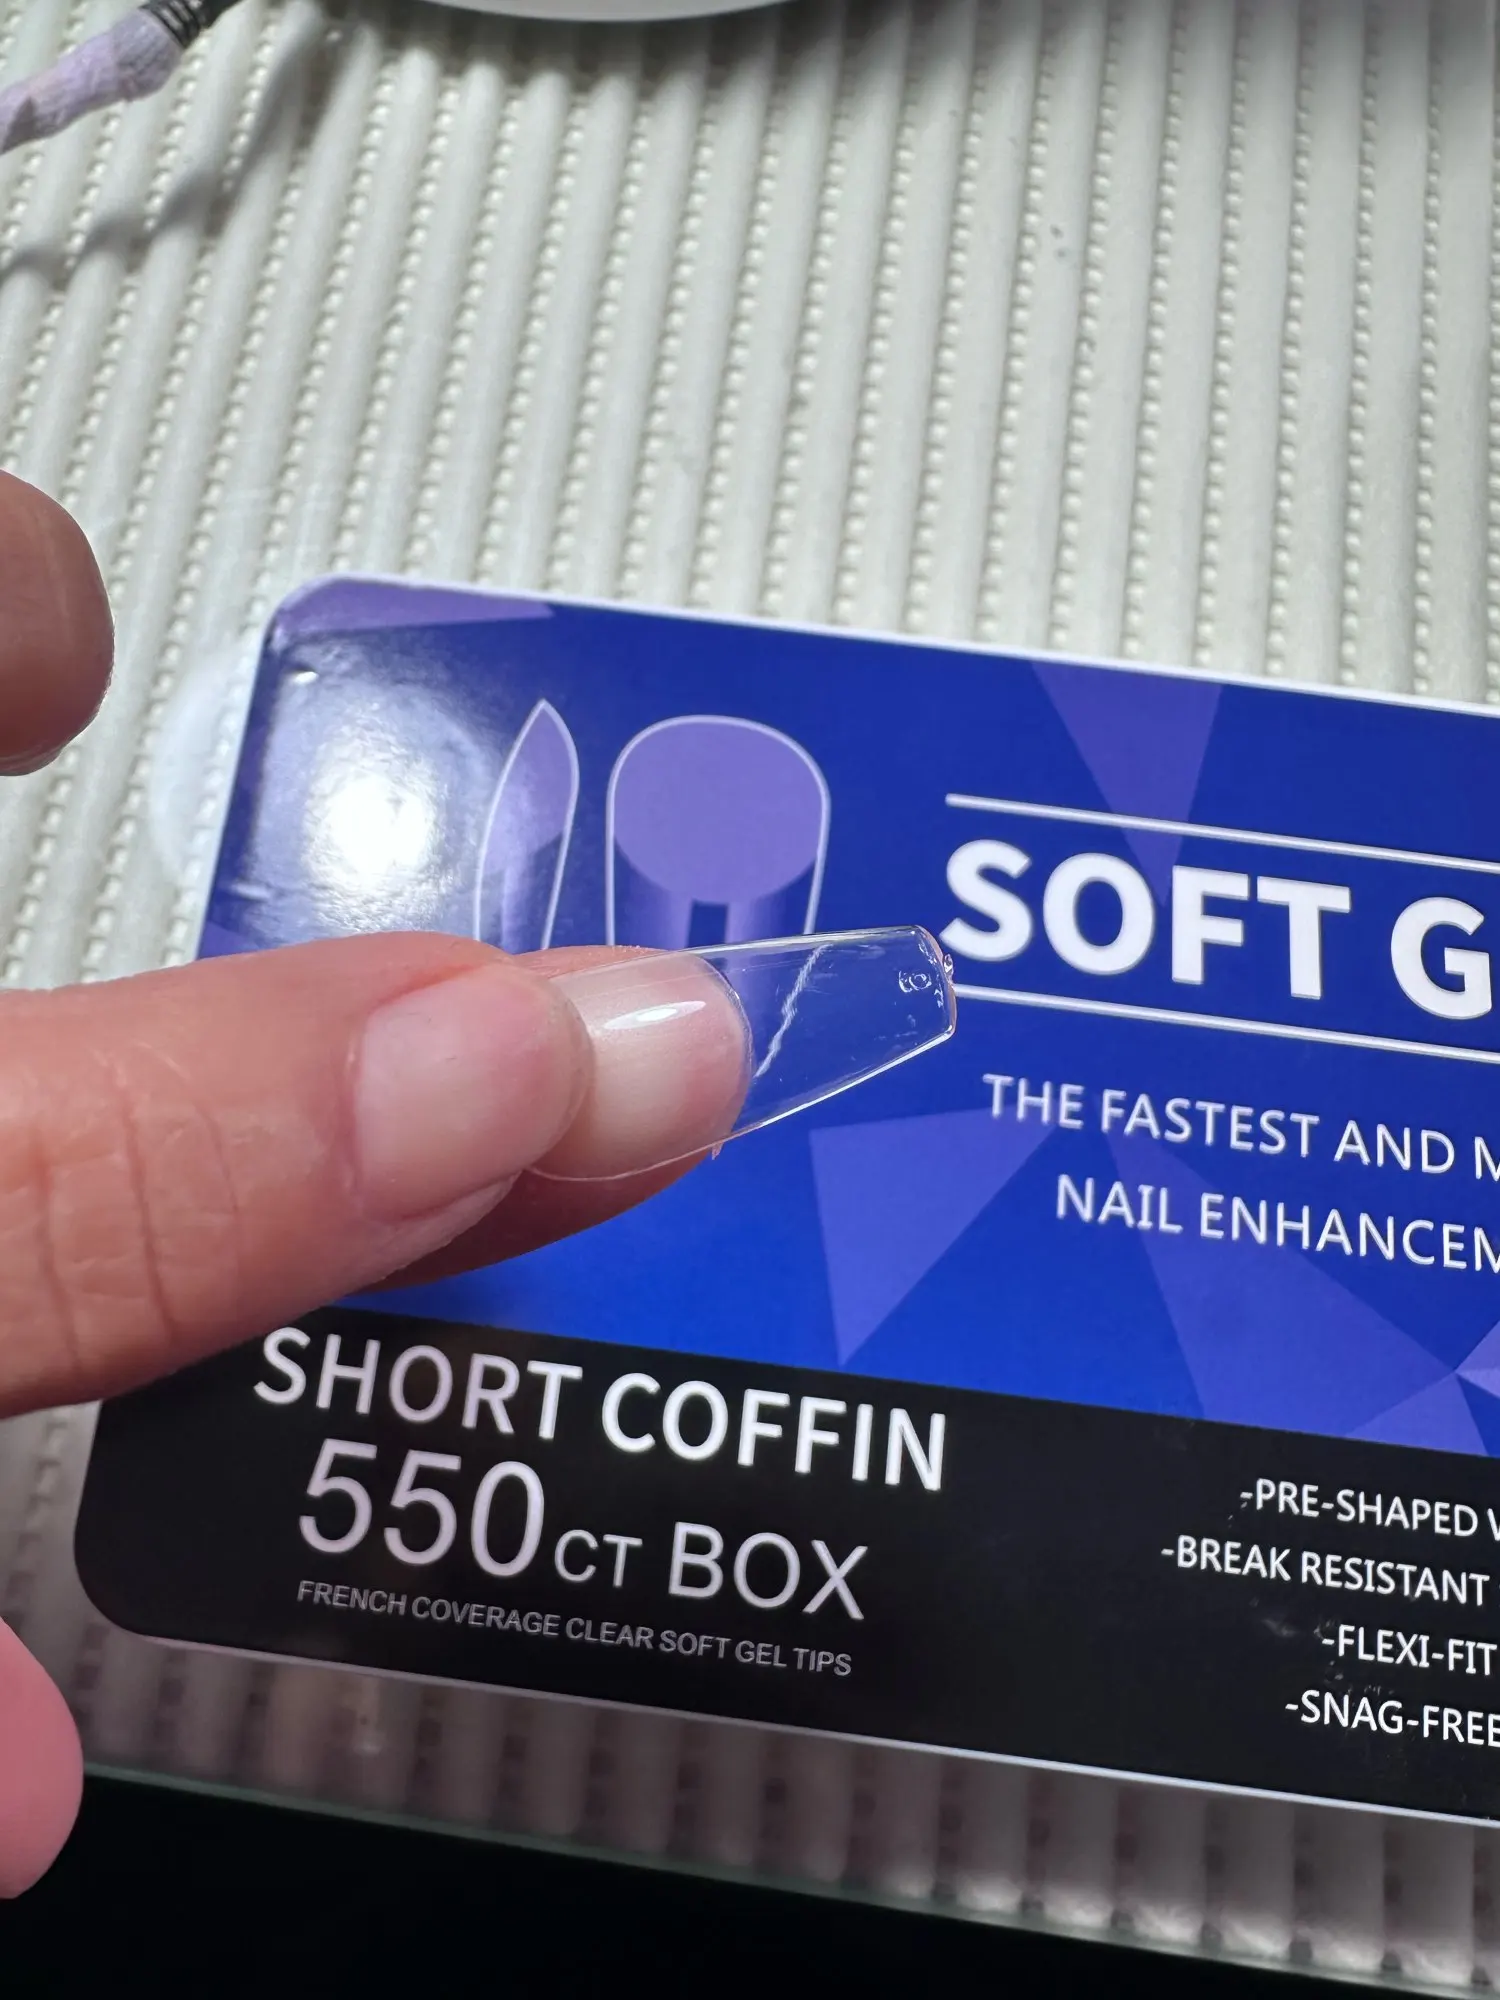 SOFT
THE FASTEST AND
NAIL
SHORT COFFIN
550CT BOX
FRENCH COVERAGE CLEAR SOFT GEL TIPS
-PRE-SHAPED
-BREAK RESISTANT
-FLEXI-FIT
-SNAG-FREE